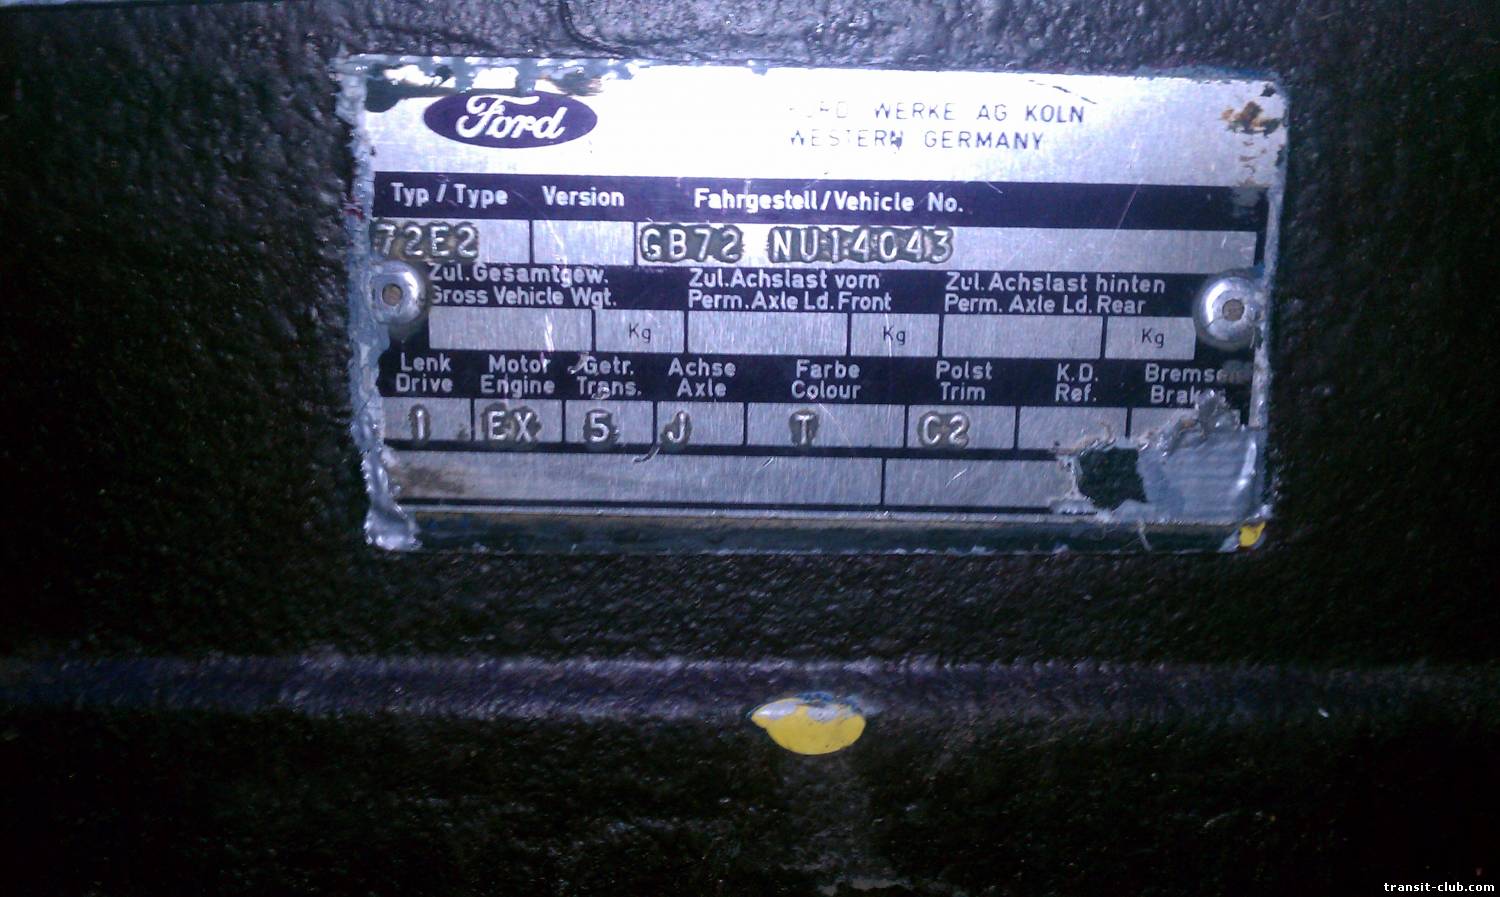 Ford
FORD WERKE AG KOLN
WESTERN GERMANY
Typ / Type Version Fahrgestell/Vehicle No.
72E2 GB72 NU14043
Zul.Gesamtgew. Zul.Achslast vorn Zul.Achslast hinten
Gross Vehicle Wgt. Perm.Axle Ld.Front Perm.Axle Ld.Rear
Kg Kg Kg
Lenk Motor Getr. Achse Farbe Polst K.D. Bremsen
Drive Engine Trans. Axle Colour Trim Ref. Brakes
1 EX 5 J T C2
transit-club.com